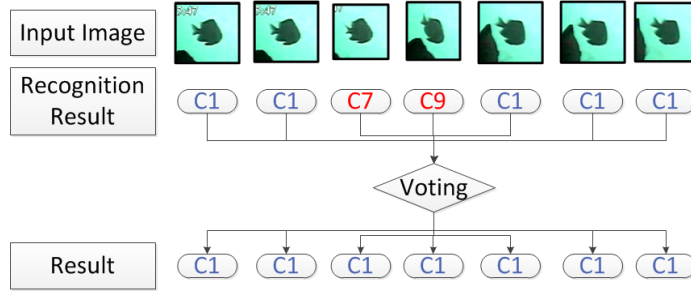 Input Image
Recognition
Result
C1 C1 C7 C9 C1 C1 C1
Voting
Result
C1 C1 C1 C1 C1 C1 C1